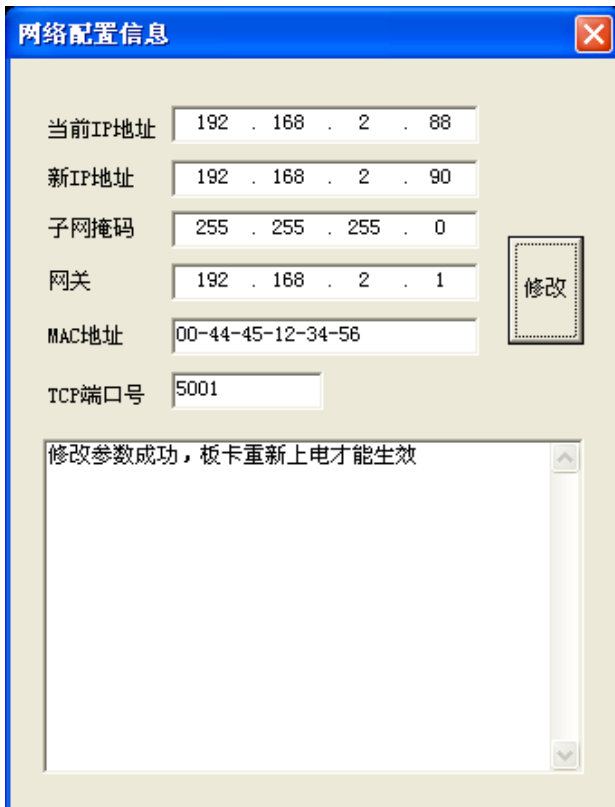 网络配置信息
当前IP地址 192 . 168 . 2 . 88
新IP地址 192 . 168 . 2 . 90
子网掩码 255 . 255 . 255 . 0
网关 192 . 168 . 2 . 1
修改
MAC地址 00-44-45-12-34-56
TCP端口号 5001
修改参数成功，板卡重新上电才能生效